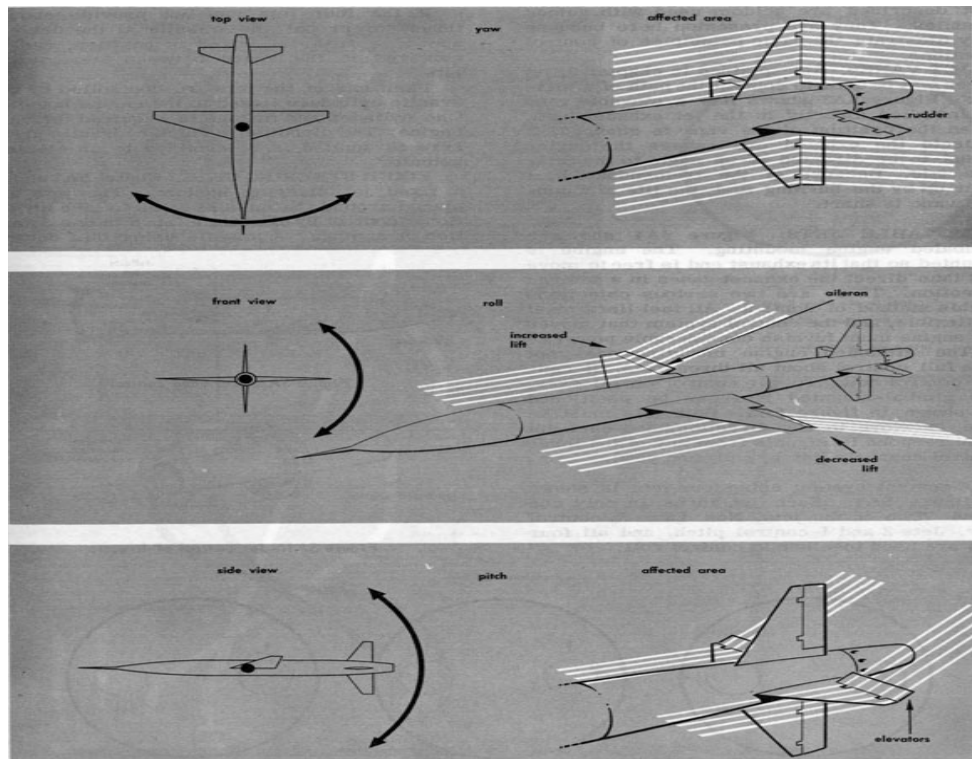 top view
yaw
affected area
rudder
front view
roll
aileron
increased
lift
decreased
lift
side view
pitch
affected area
elevators